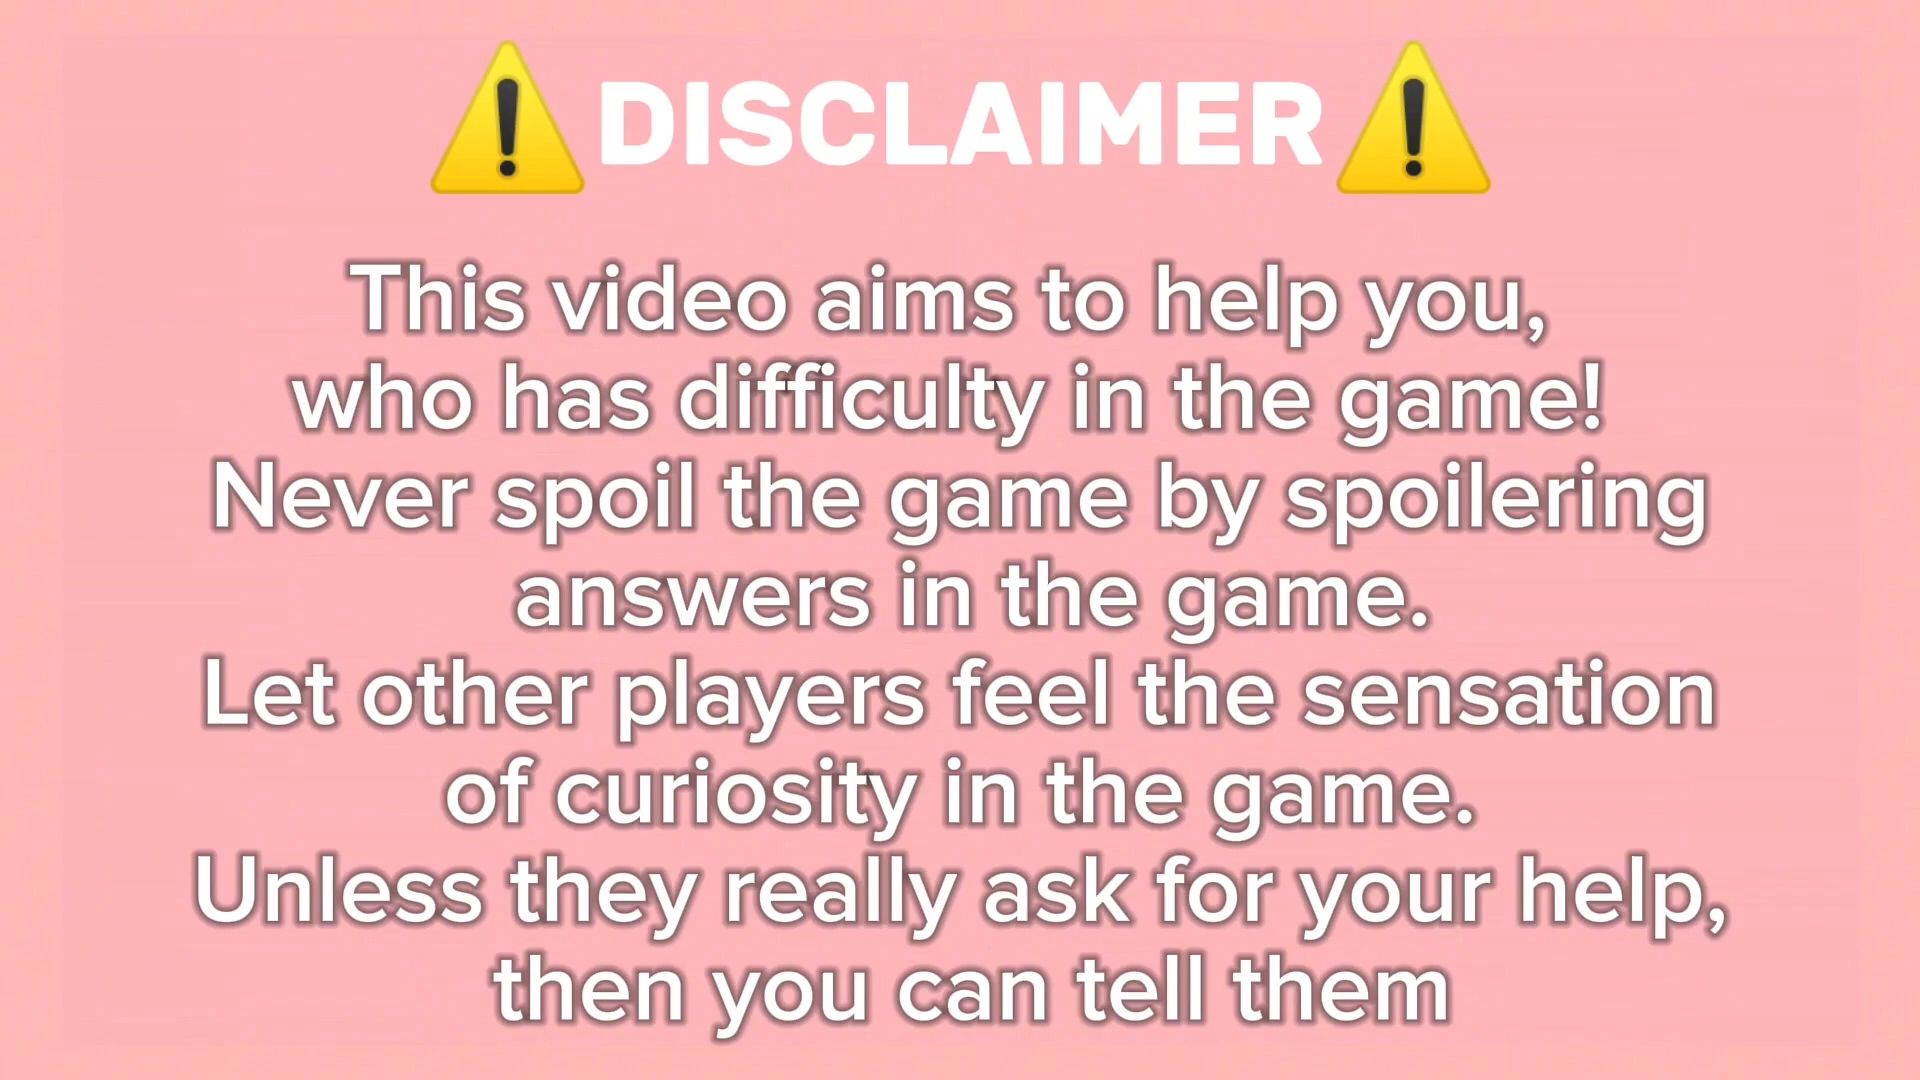 ⚠️DISCLAIMER⚠️
This video aims to help you,
who has difficulty in the game!
Never spoil the game by spoilering
answers in the game.
Let other players feel the sensation
of curiosity in the game.
Unless they really ask for your help,
then you can tell them